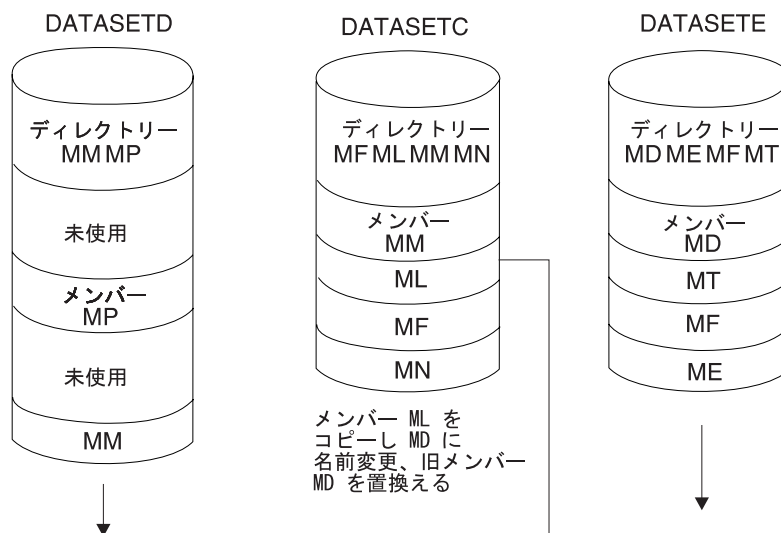 DATASETD
ディレクトリー
MM MP
未使用
メンバー
MP
未使用
MM
DATASETC
ディレクトリー
MF ML MM MN
メンバー
MM
ML
MF
MN
メンバー ML を
コピーし MD に
名前変更、旧メンバー
MD を置換える
DATASETE
ディレクトリー
MD ME MF MT
メンバー
MD
MT
MF
ME